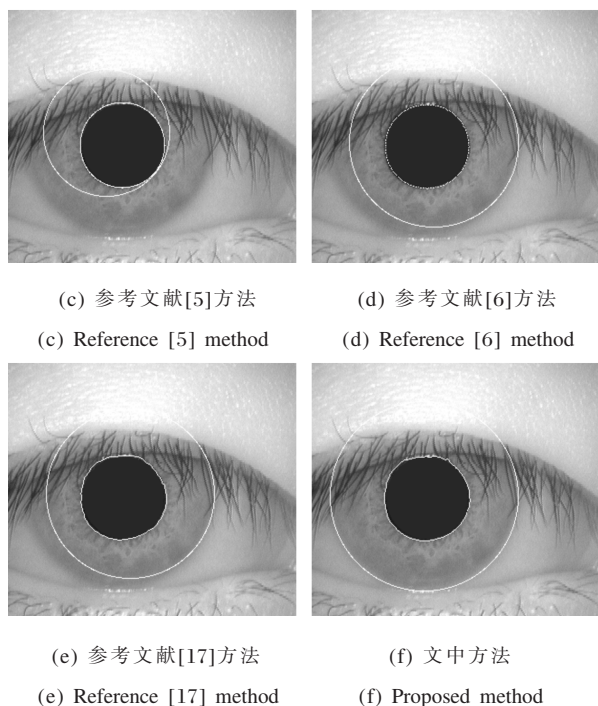 (c) 参考文献[5]方法 (d) 参考文献[6]方法
(c) Reference [5] method (d) Reference [6] method
(e) 参考文献[17]方法 (f) 文中方法
(e) Reference [17] method (f) Proposed method